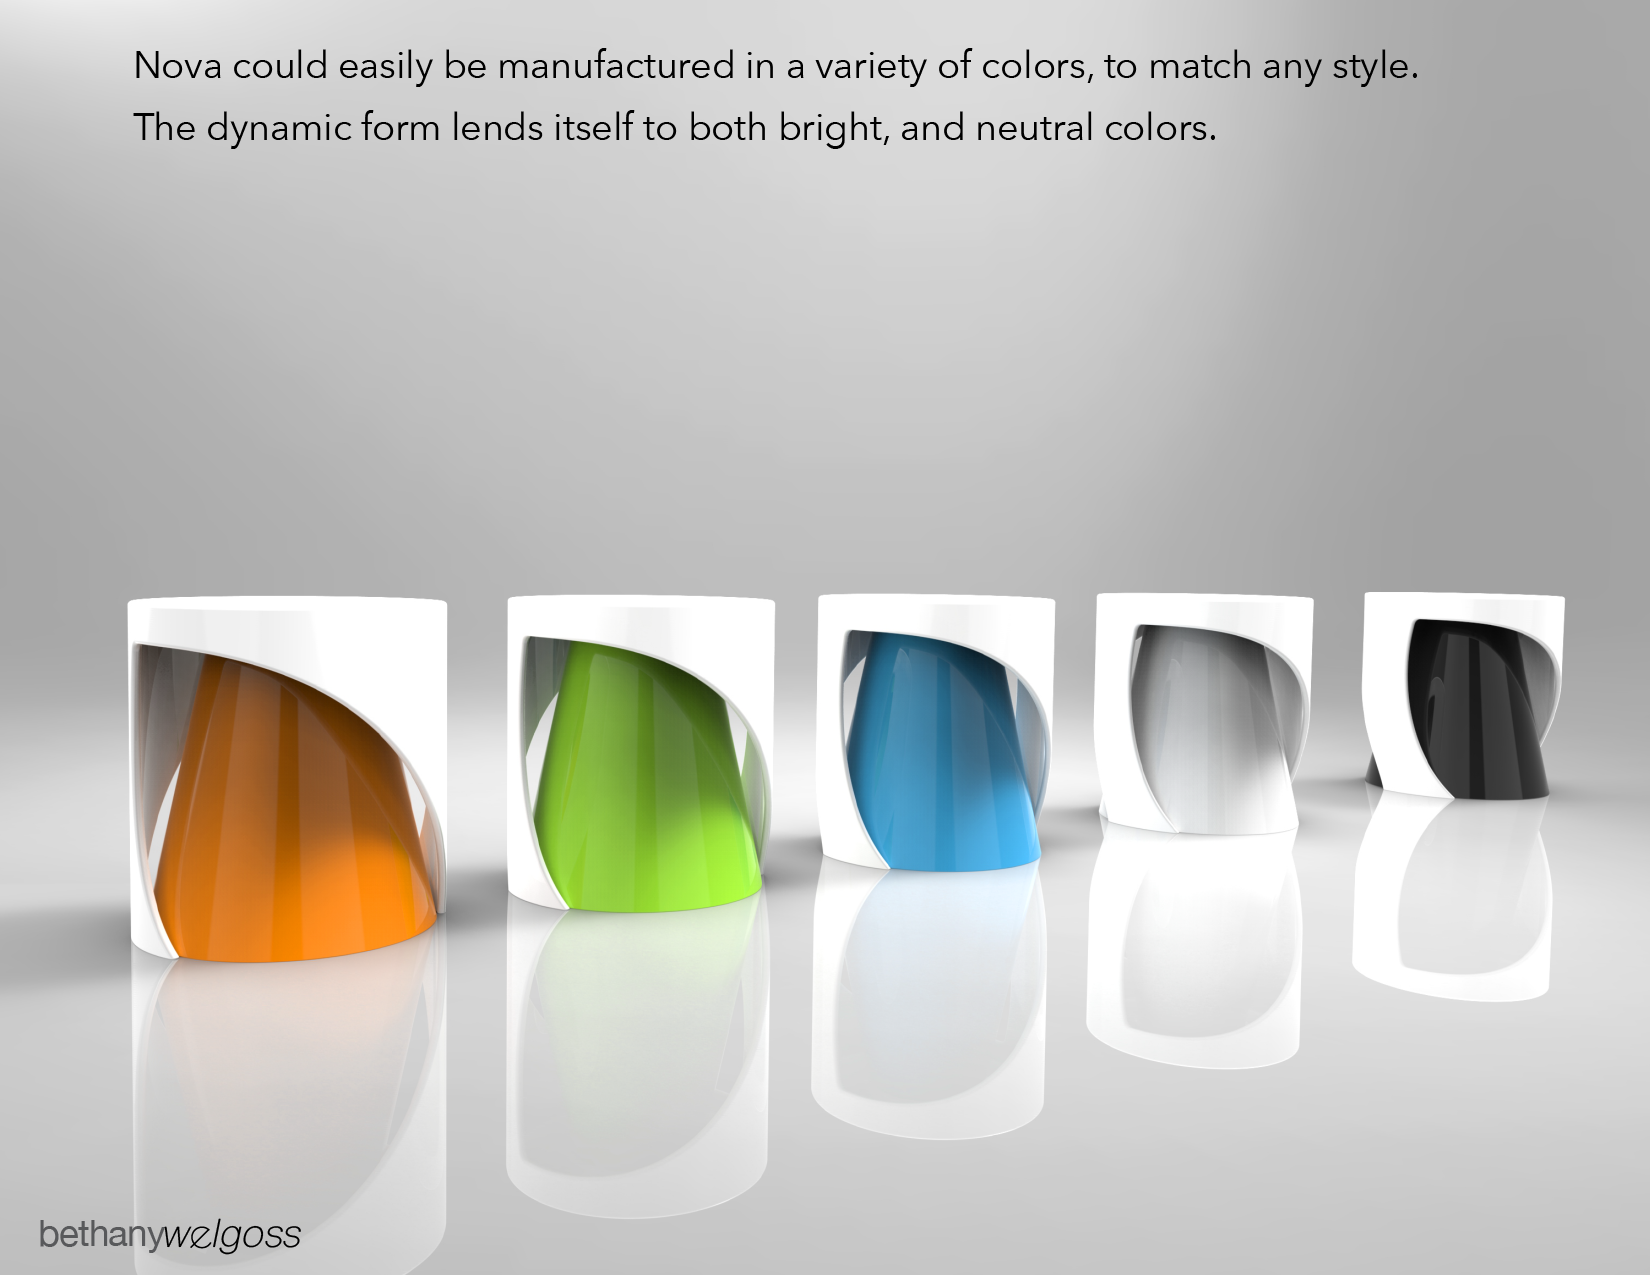 Nova could easily be manufactured in a variety of colors, to match any style.
The dynamic form lends itself to both bright, and neutral colors.
bethanywelgoss